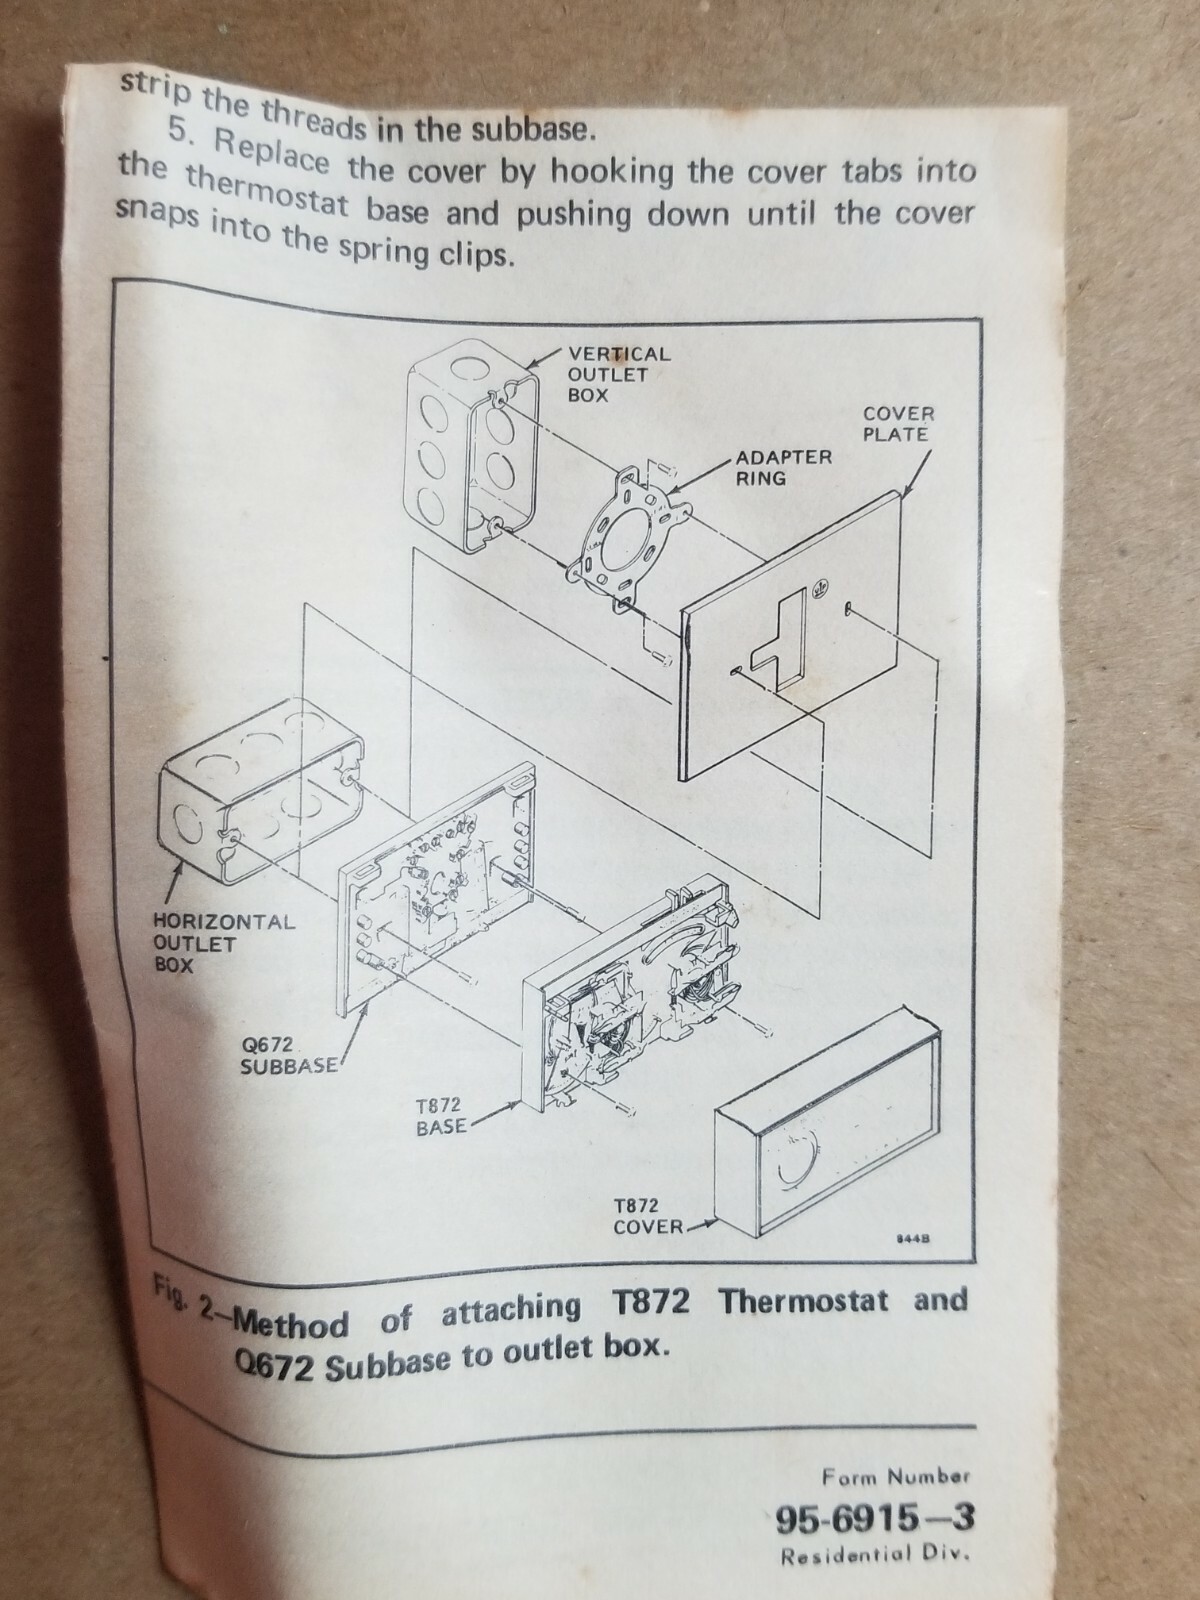 strip the threads in the subbase.
5. Replace the cover by hooking the cover tabs into
the thermostat base and pushing down until the cover
snaps into the spring clips.
VERTICAL
OUTLET
BOX
COVER
PLATE
ADAPTER
RING
HORIZONTAL
OUTLET
BOX
Q672
SUBBASE
T872
BASE
T872
COVER
844B
Fig. 2—Method of attaching T872 Thermostat and
Q672 Subbase to outlet box.
Form Number
95-6915—3
Residential Div.